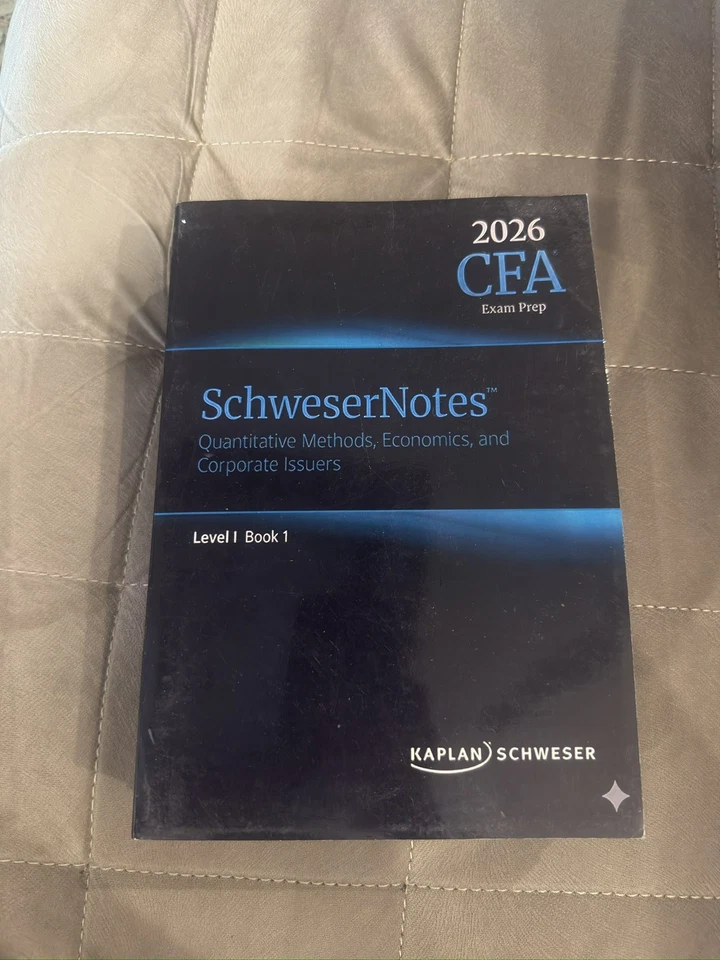 2026
CFA
Exam Prep
SchweserNotes™
Quantitative Methods, Economics, and
Corporate Issuers
Level I Book 1
KAPLAN SCHWESER